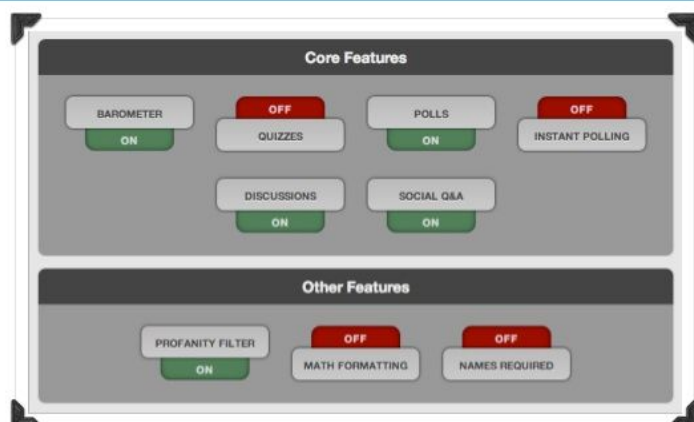 Core Features
OFF OFF
BAROMETER POLLS
ON QUIZZES ON INSTANT POLLING
DISCUSSIONS SOCIAL Q&A
ON ON
Other Features
OFF OFF
PROFANITY FILTER
ON MATH FORMATTING NAMES REQUIRED